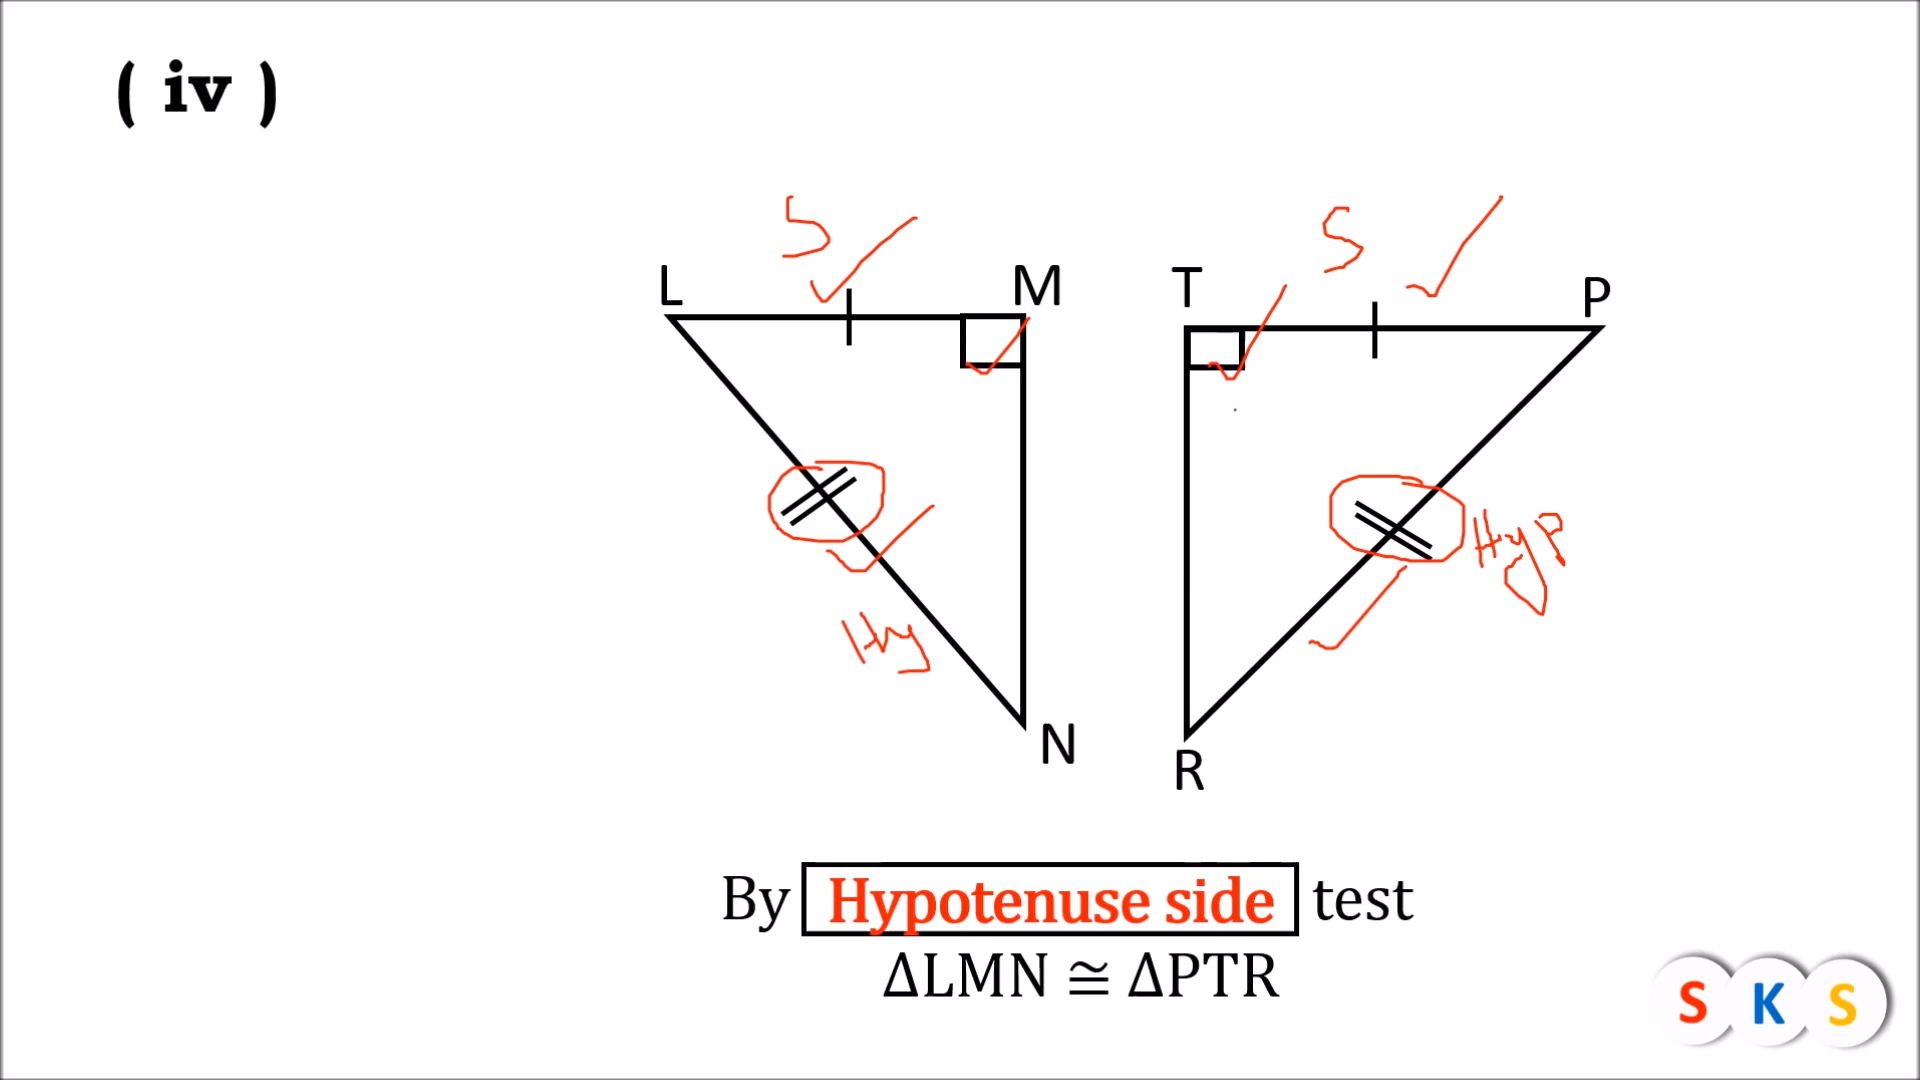 ( iv )
S S
L M T P
Hyp
Hy
N
R
By Hypotenuse side test
ΔLMN ≅ ΔPTR
S K S